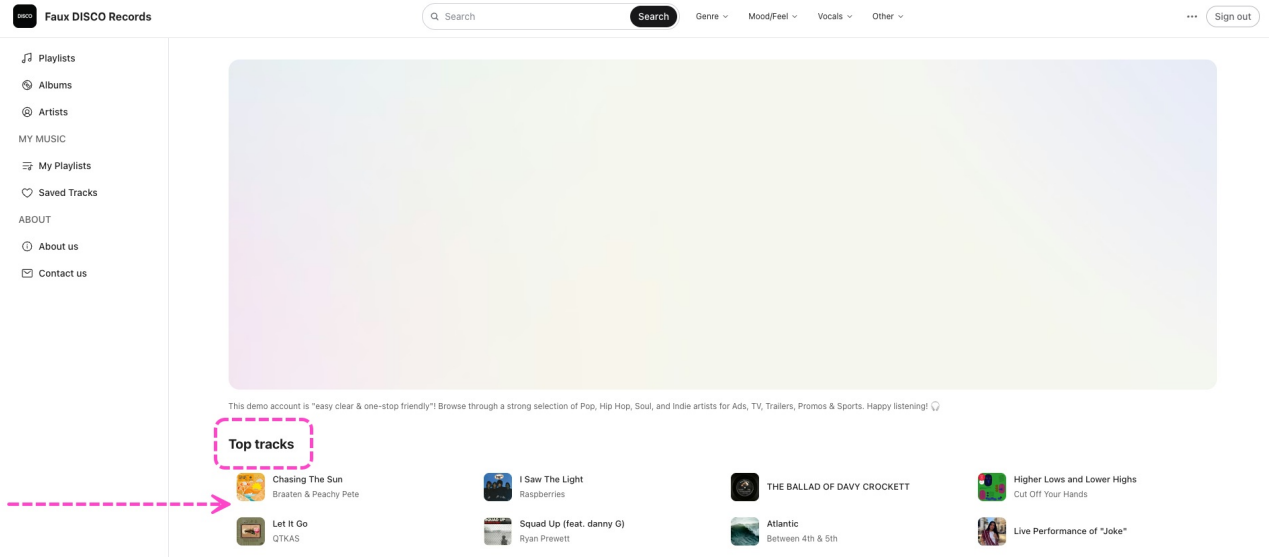 DISCO Faux DISCO Records Search Search Genre Mood/Feel Vocals Other ... Sign out
Playlists
Albums
Artists
MY MUSIC
My Playlists
Saved Tracks
ABOUT
About us
Contact us
This demo account is "easy clear & one-stop friendly"! Browse through a strong selection of Pop, Hip Hop, Soul, and Indie artists for Ads, TV, Trailers, Promos & Sports. Happy listening! 🎧
Top tracks
Chasing The Sun
Braaten & Peachy Pete
I Saw The Light
Raspberries
THE BALLAD OF DAVY CROCKETT
Higher Lows and Lower Highs
Cut Off Your Hands
Let It Go
QTKAS
Squad Up (feat. danny G)
Ryan Prewett
Atlantic
Between 4th & 5th
Live Performance of "Joke"